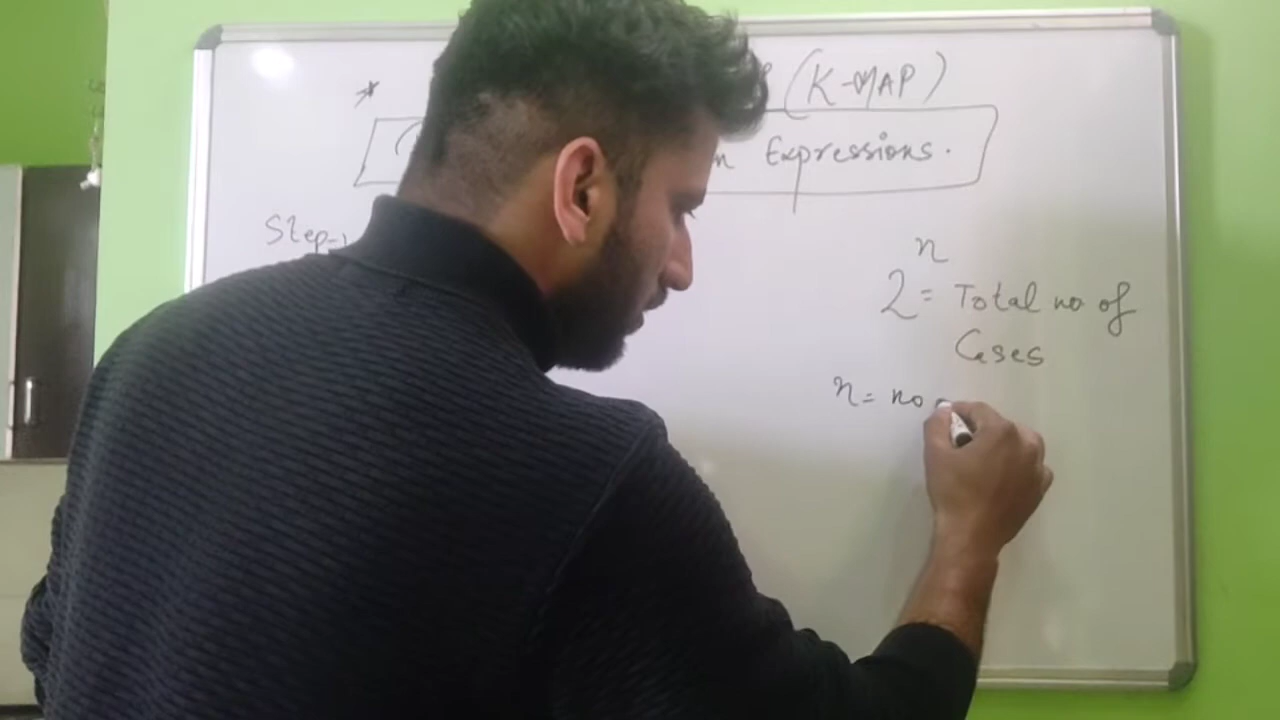 (K-MAP)
Expressions.
Step-1
2^n = Total no of
Cases
n = no